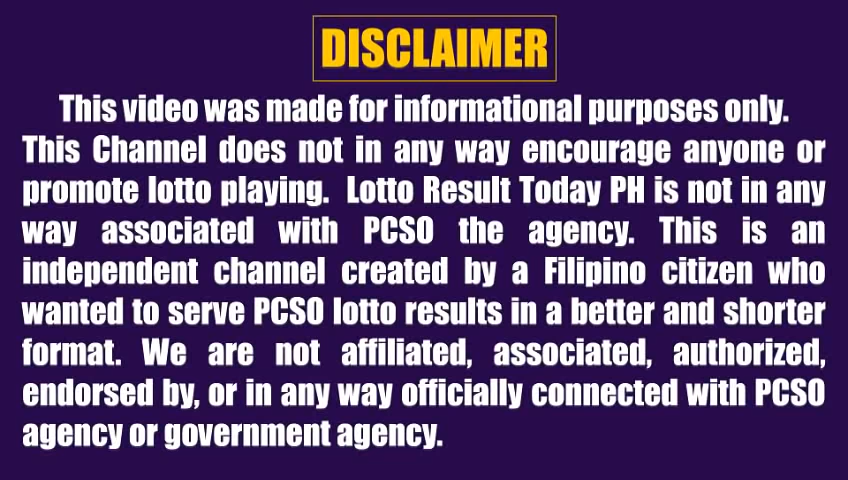 DISCLAIMER
This video was made for informational purposes only.
This Channel does not in any way encourage anyone or
promote lotto playing. Lotto Result Today PH is not in any
way associated with PCSO the agency. This is an
independent channel created by a Filipino citizen who
wanted to serve PCSO lotto results in a better and shorter
format. We are not affiliated, associated, authorized,
endorsed by, or in any way officially connected with PCSO
agency or government agency.